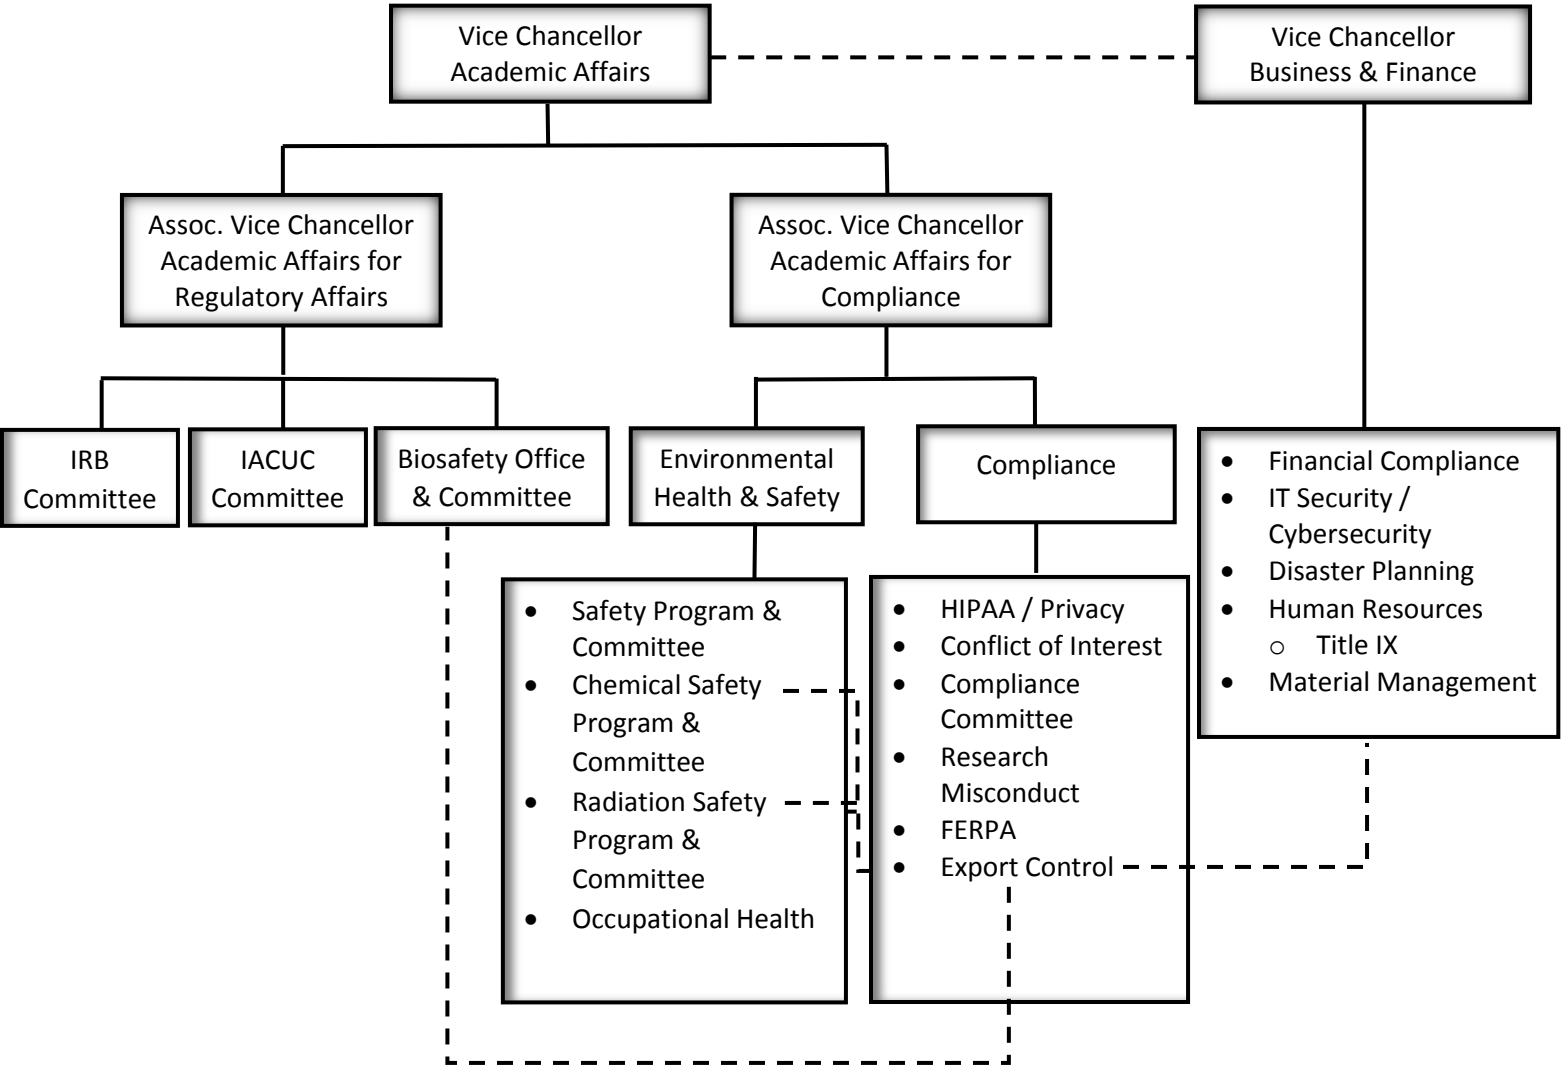 Vice Chancellor
Academic Affairs
Vice Chancellor
Business & Finance
Assoc. Vice Chancellor
Academic Affairs for
Regulatory Affairs
Assoc. Vice Chancellor
Academic Affairs for
Compliance
IRB
Committee
IACUC
Committee
Biosafety Office
& Committee
Environmental
Health & Safety
Compliance
• Financial Compliance
• IT Security /
Cybersecurity
• Disaster Planning
• Human Resources
o Title IX
• Material Management
• Safety Program &
Committee
• Chemical Safety
Program &
Committee
• Radiation Safety
Program &
Committee
• Occupational Health
• HIPAA / Privacy
• Conflict of Interest
• Compliance
Committee
• Research
Misconduct
• FERPA
• Export Control